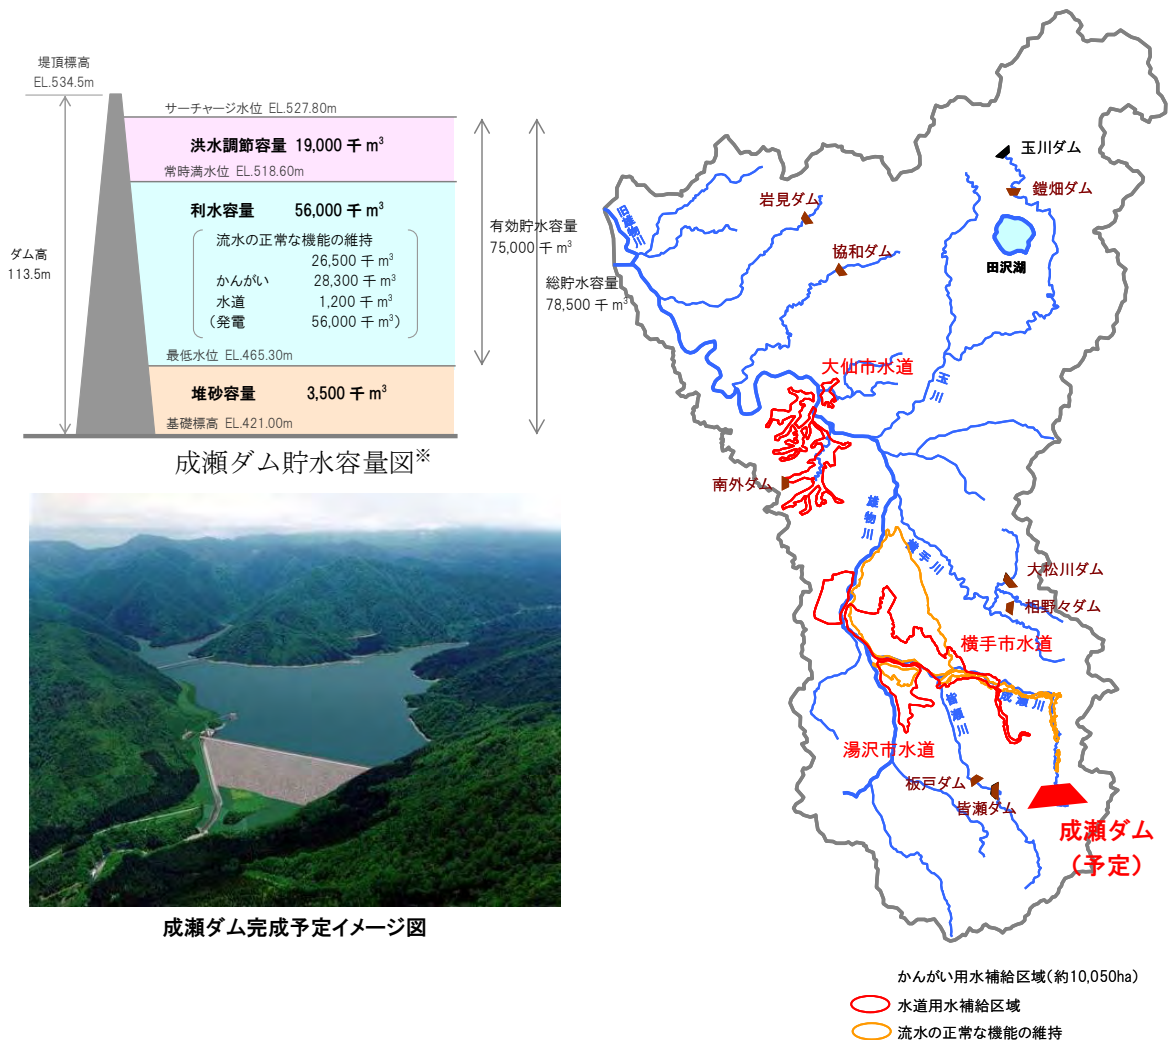 堤頂標高
EL.534.5m
サーチャージ水位 EL.527.80m
洪水調節容量 19,000 千 m³
常時満水位 EL.518.60m
利水容量 56,000 千 m³
流水の正常な機能の維持
26,500 千 m³
かんがい 28,300 千 m³
水道 1,200 千 m³
(発電 56,000 千 m³)
最低水位 EL.465.30m
堆砂容量 3,500 千 m³
基礎標高 EL.421.00m
ダム高
113.5m
有効貯水容量
75,000 千 m³
総貯水容量
78,500 千 m³
成瀬ダム貯水容量図※
成瀬ダム完成予定イメージ図
玉川ダム
鎧畑ダム
岩見ダム
旧雄物川
協和ダム
田沢湖
大仙市水道
玉川
南外ダム
雄物川
横手川
大松川ダム
相野々ダム
横手市水道
成瀬川
皆瀬川
湯沢市水道
板戸ダム
皆瀬ダム
成瀬ダム
(予定)
かんがい用水補給区域(約10,050ha)
水道用水補給区域
流水の正常な機能の維持